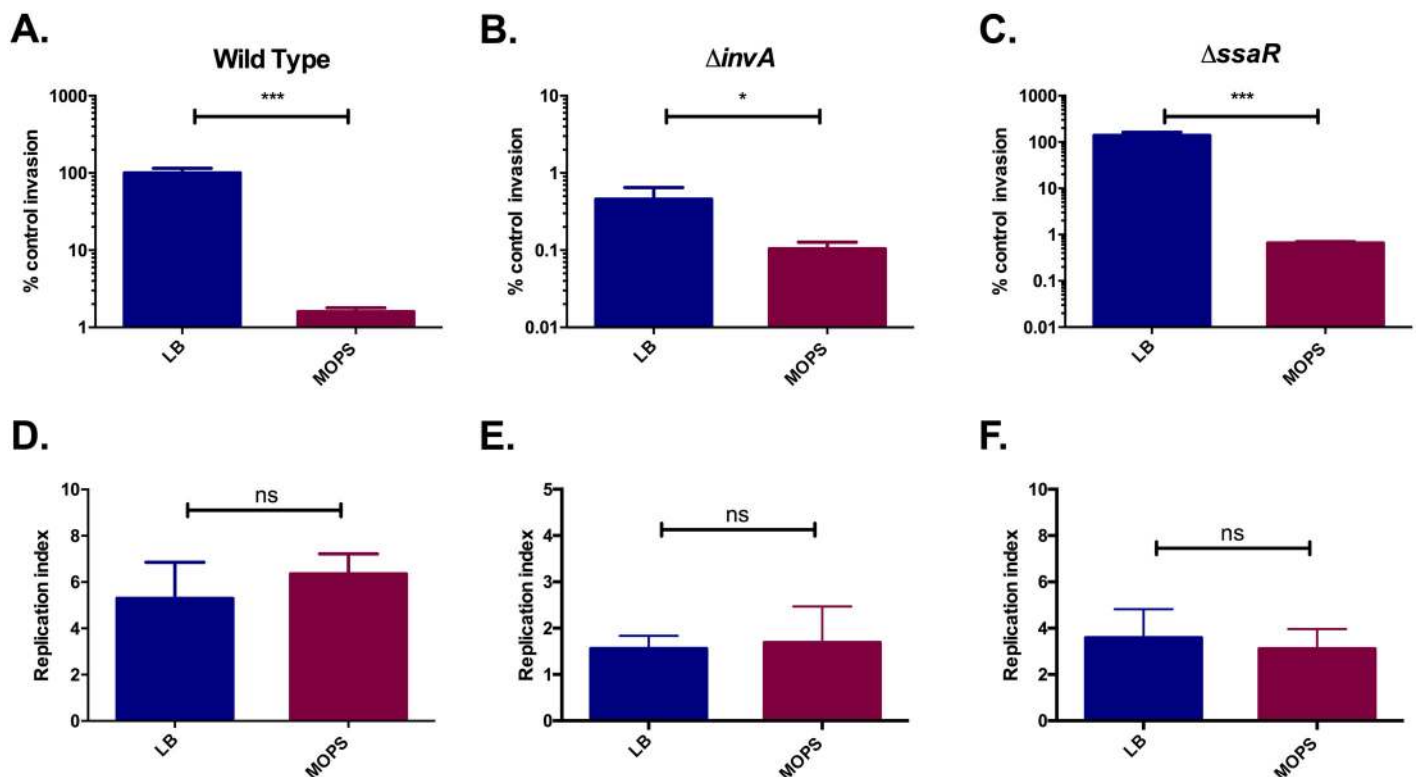 A.
Wild Type
% control invasion
1000
100
10
1
***
LB
MOPS
B.
ΔinvA
% control invasion
10
1
0.1
0.01
*
LB
MOPS
C.
ΔssaR
% control invasion
1000
100
10
1
0.1
0.01
***
LB
MOPS
D.
Replication index
10
8
6
4
2
0
ns
LB
MOPS
E.
Replication index
5
4
3
2
1
0
ns
LB
MOPS
F.
Replication index
10
8
6
4
2
0
ns
LB
MOPS